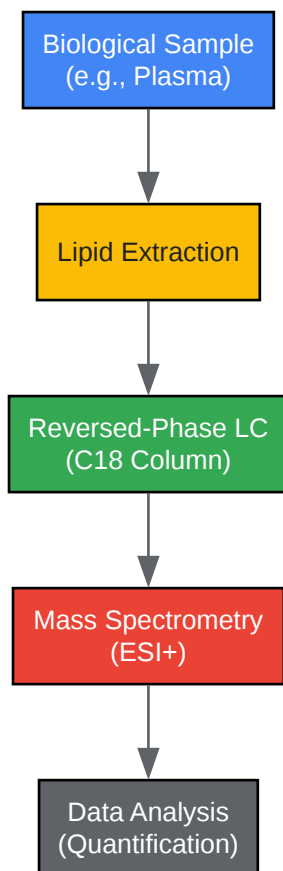 Biological Sample
(e.g., Plasma)
Lipid Extraction
Reversed-Phase LC
(C18 Column)
Mass Spectrometry
(ESI+)
Data Analysis
(Quantification)